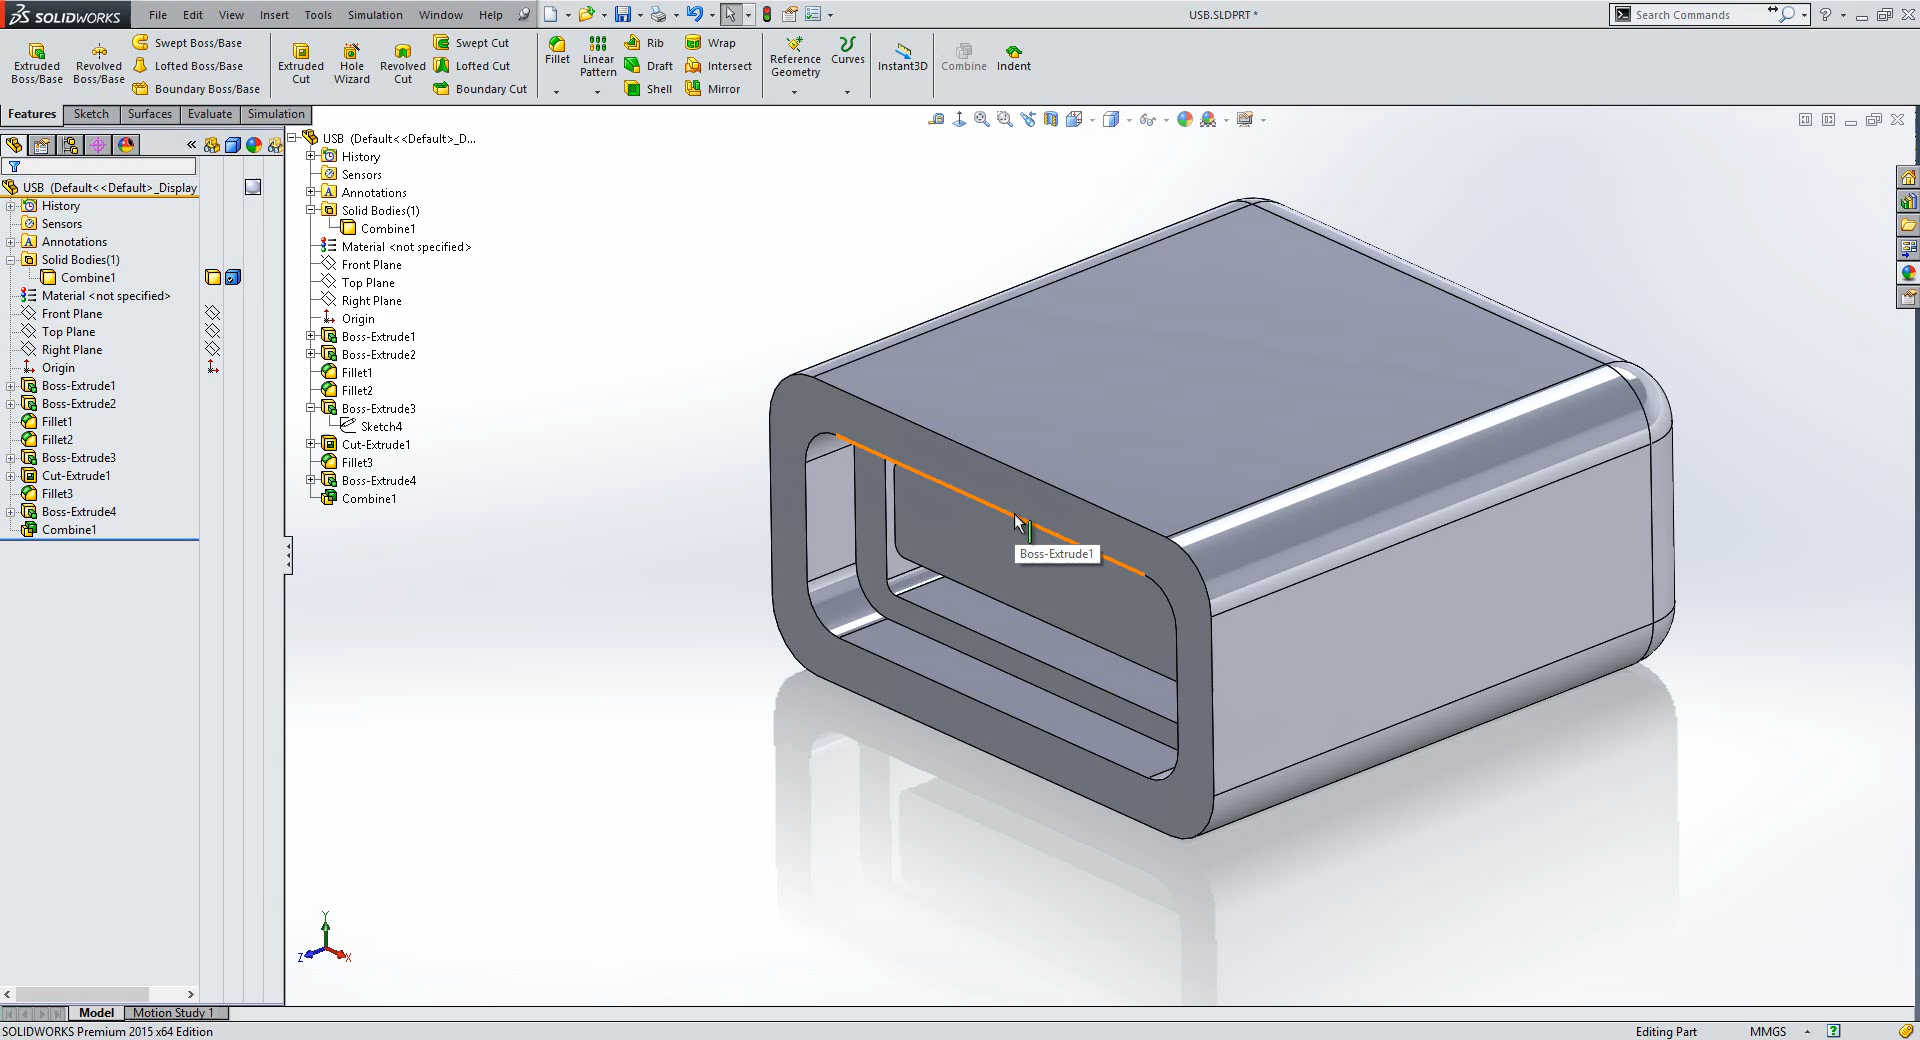 SOLIDWORKS File Edit View Insert Tools Simulation Window Help USB.SLDPRT * Search Commands ?
Extruded Boss/Base
Revolved Boss/Base
Swept Boss/Base
Lofted Boss/Base
Boundary Boss/Base
Extruded Cut
Hole Wizard
Revolved Cut
Swept Cut
Lofted Cut
Boundary Cut
Fillet
Linear Pattern
Rib
Draft
Shell
Wrap
Intersect
Mirror
Reference Geometry
Curves
Instant3D
Combine
Indent
Features Sketch Surfaces Evaluate Simulation
USB (Default<<Default>_Display
History
Sensors
Annotations
Solid Bodies(1)
Combine1
Material <not specified>
Front Plane
Top Plane
Right Plane
Origin
Boss-Extrude1
Boss-Extrude2
Fillet1
Fillet2
Boss-Extrude3
Cut-Extrude1
Fillet3
Boss-Extrude4
Combine1
USB (Default<<Default>_D...
History
Sensors
Annotations
Solid Bodies(1)
Combine1
Material <not specified>
Front Plane
Top Plane
Right Plane
Origin
Boss-Extrude1
Boss-Extrude2
Fillet1
Fillet2
Boss-Extrude3
Sketch4
Cut-Extrude1
Fillet3
Boss-Extrude4
Combine1
Boss-Extrude1
Y
Z
X
Model Motion Study 1
SOLIDWORKS Premium 2015 x64 Edition Editing Part MMGS ?